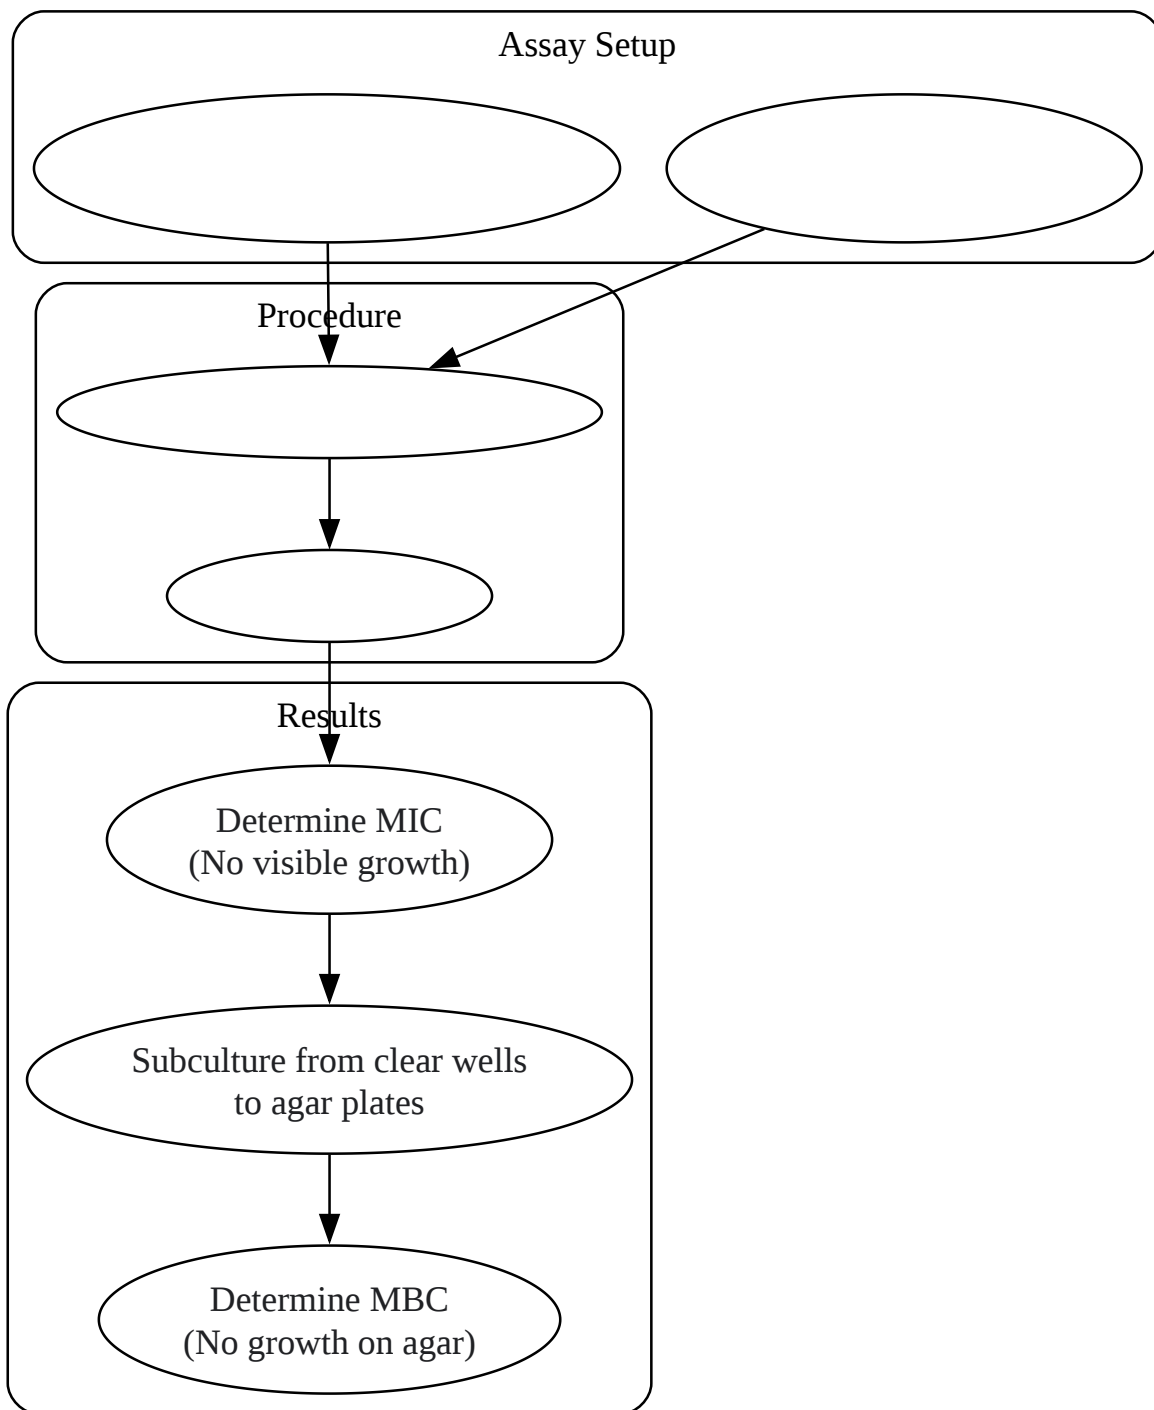 Assay Setup
Procedure
Results
Determine MIC
(No visible growth)
Subculture from clear wells
to agar plates
Determine MBC
(No growth on agar)